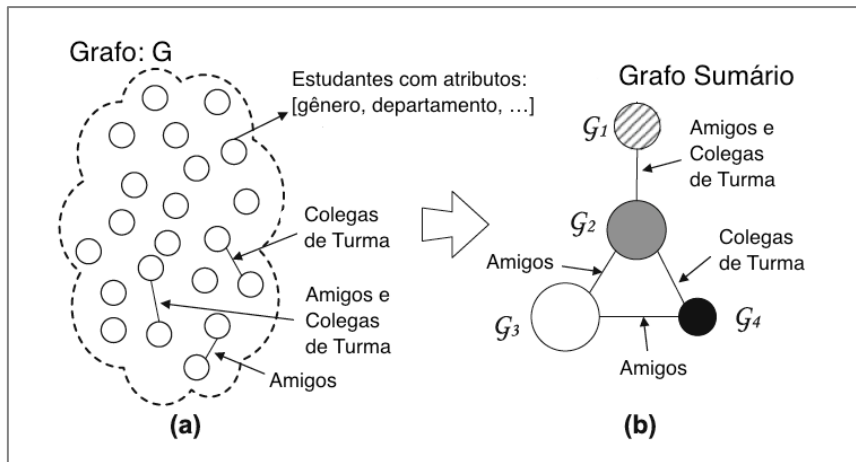 Grafo: G
Estudantes com atributos:
[gênero, departamento, ...]
Colegas
de Turma
Amigos e
Colegas
de Turma
Amigos
(a)
Grafo Sumário
G1
Amigos e
Colegas
de Turma
G2
Colegas
de Turma
Amigos
G3
G4
Amigos
(b)